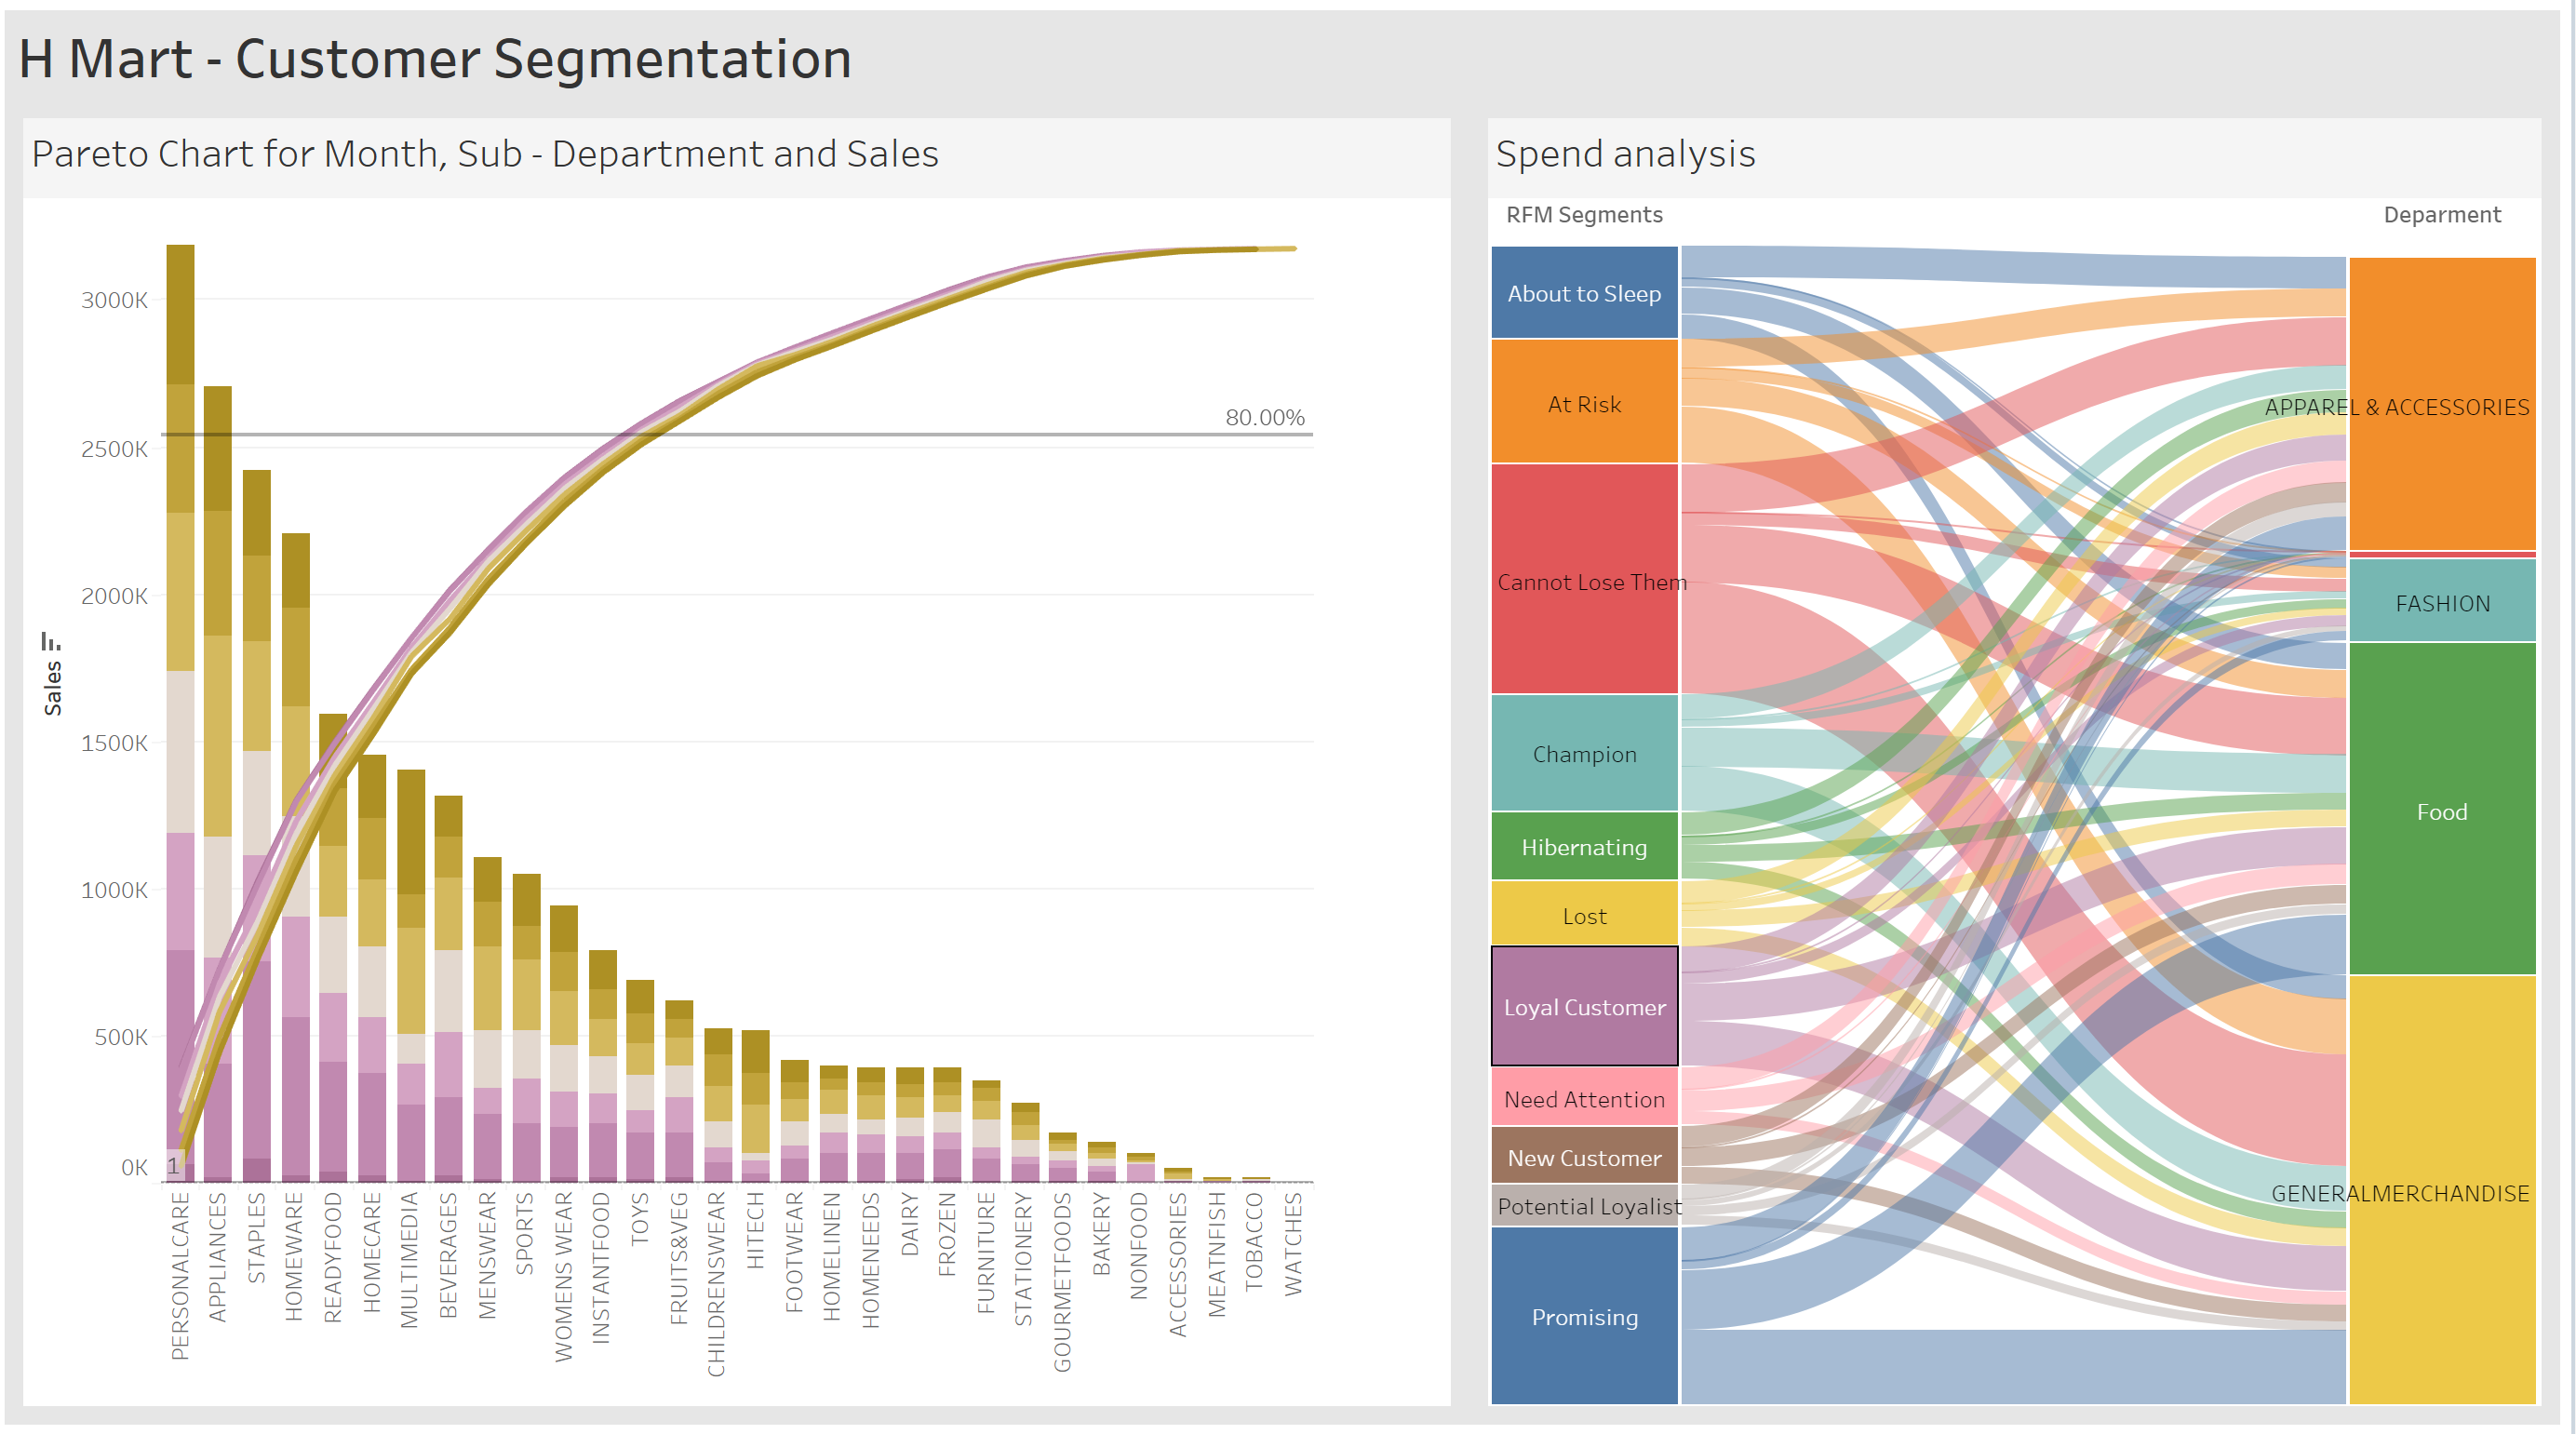 H Mart - Customer Segmentation
Pareto Chart for Month, Sub - Department and Sales
3000K
2500K
2000K
1500K
1000K
500K
0K
Sales
80.00%
1
PERSONALCARE
APPLIANCES
STAPLES
HOMEWARE
READYFOOD
HOMECARE
MULTIMEDIA
BEVERAGES
MENSWEAR
SPORTS
WOMENS WEAR
INSTANTFOOD
TOYS
FRUITS&VEG
CHILDRENSWEAR
HITECH
FOOTWEAR
HOMELINEN
HOMENEEDS
DAIRY
FROZEN
FURNITURE
STATIONERY
GOURMETFOODS
BAKERY
NONFOOD
ACCESSORIES
MEATNFISH
TOBACCO
WATCHES
Spend analysis
RFM Segments
Deparment
About to Sleep
At Risk
Cannot Lose Them
Champion
Hibernating
Lost
Loyal Customer
Need Attention
New Customer
Potential Loyalist
Promising
APPAREL & ACCESSORIES
FASHION
Food
GENERALMERCHANDISE